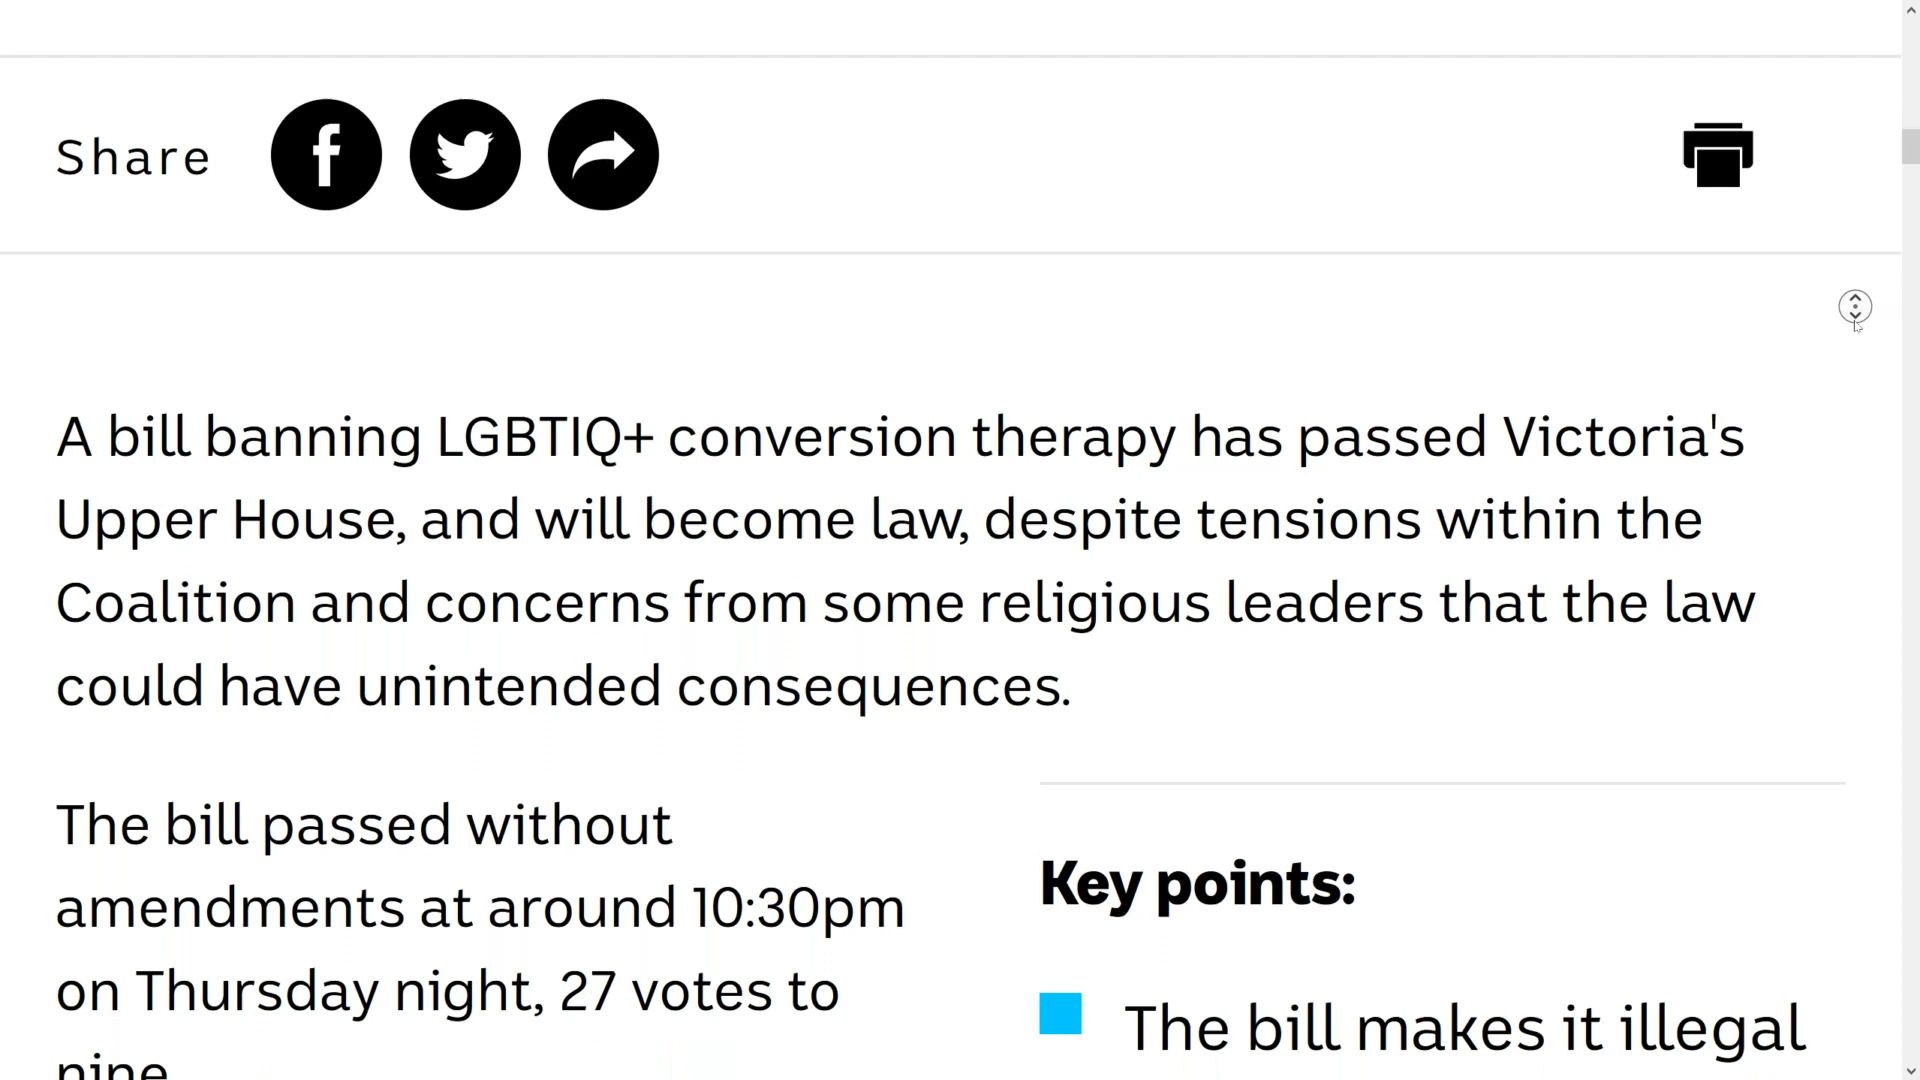 Share
A bill banning LGBTIQ+ conversion therapy has passed Victoria's
Upper House, and will become law, despite tensions within the
Coalition and concerns from some religious leaders that the law
could have unintended consequences.
The bill passed without
amendments at around 10:30pm
on Thursday night, 27 votes to
nine.
Key points:
The bill makes it illegal